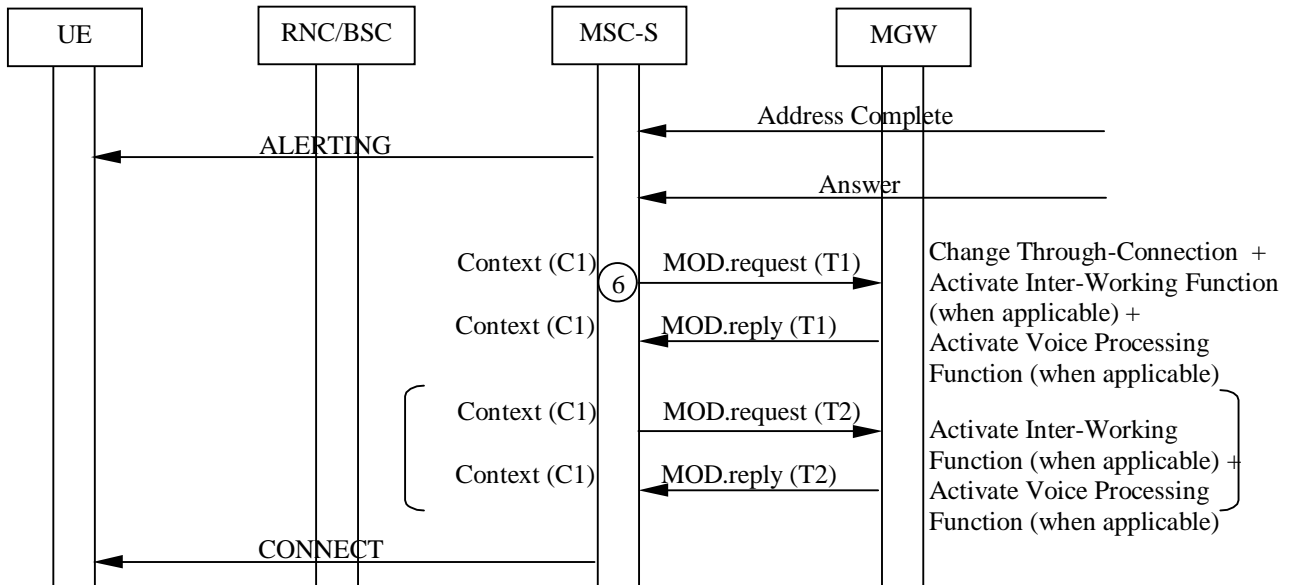 UE
RNC/BSC
MSC-S
MGW
Address Complete
ALERTING
Answer
Context (C1)
6
MOD.request (T1)
Change Through-Connection +
Activate Inter-Working Function
(when applicable) +
Activate Voice Processing
Function (when applicable)
Context (C1)
MOD.reply (T1)
Context (C1)
MOD.request (T2)
Activate Inter-Working
Function (when applicable) +
Activate Voice Processing
Function (when applicable)
Context (C1)
MOD.reply (T2)
CONNECT